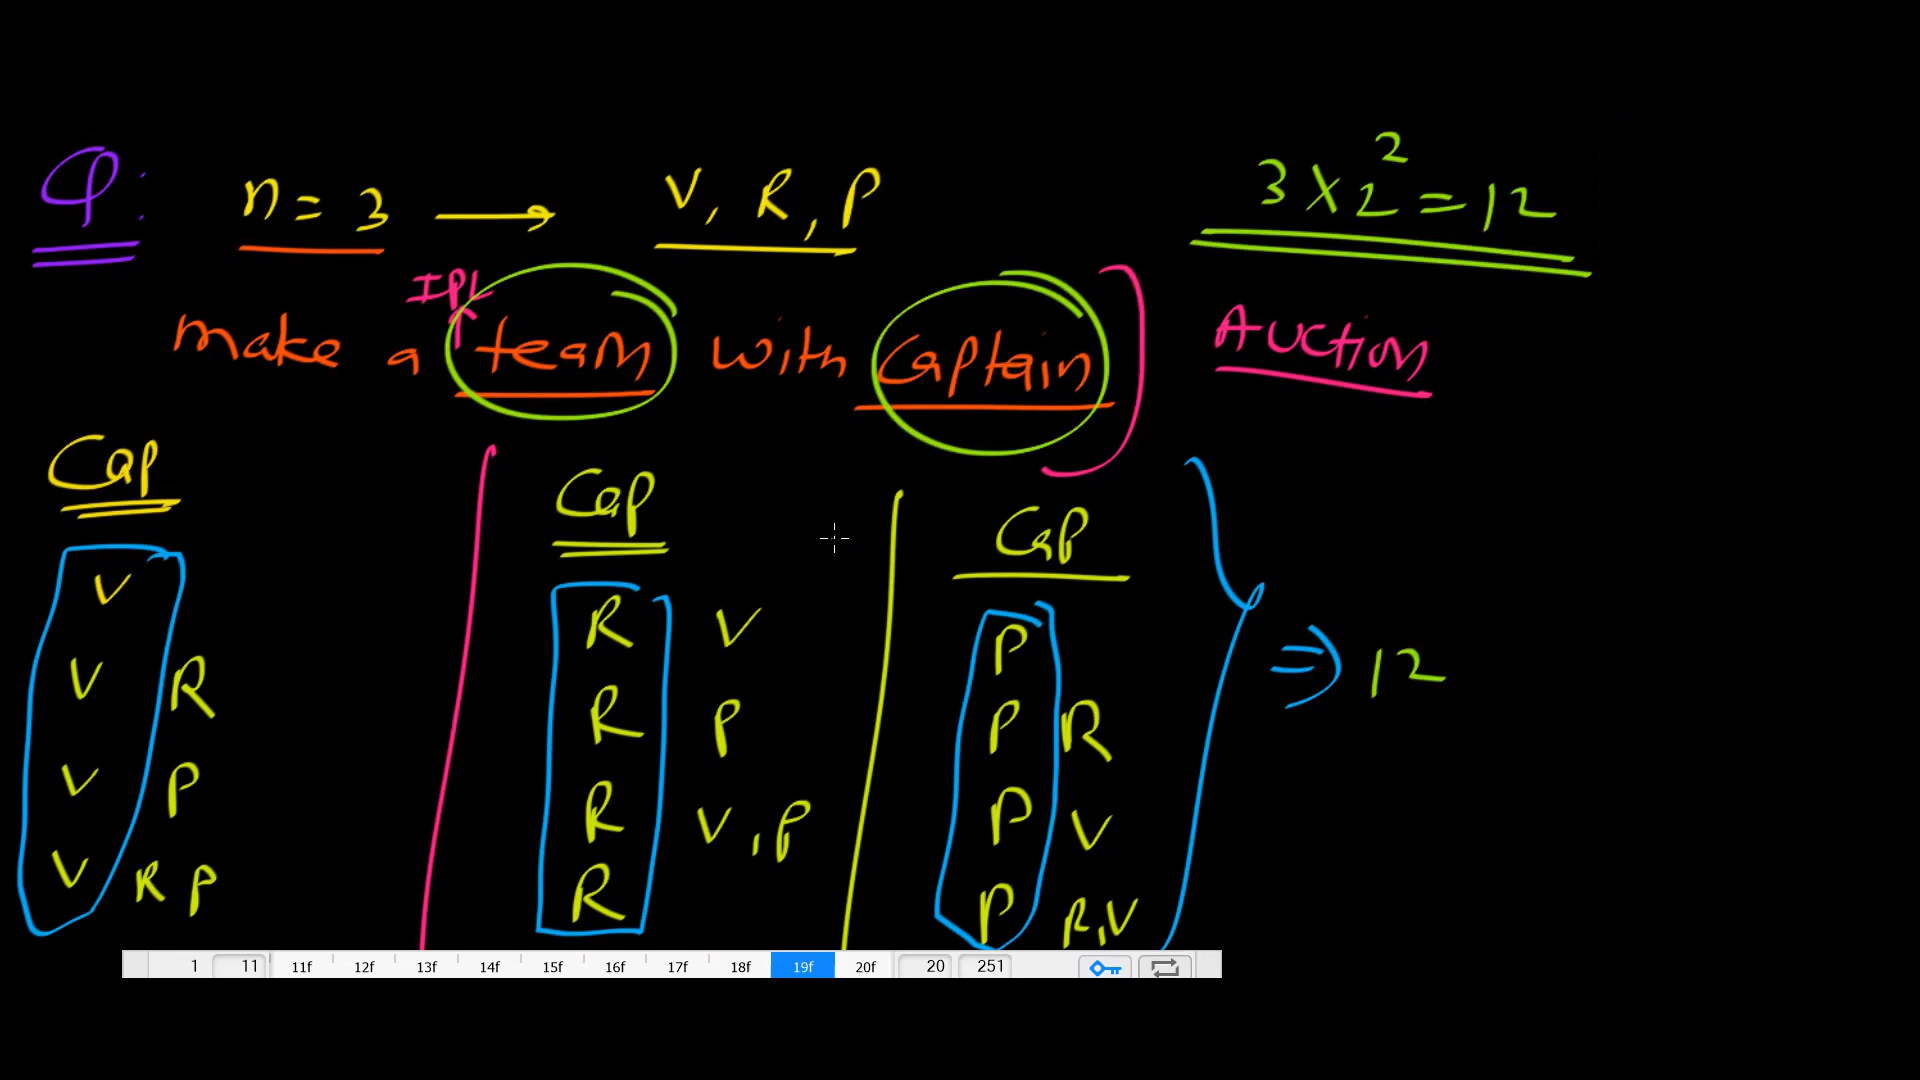 Q: n = 3 → V, R, P
3 x 2² = 12
IPL
make a team with Captain
Auction
Cap
V
V R
V P
V R P
Cap
R V
R P
R V, P
R
Cap
P
P R
P V
P R, V
⇒ 12
1 11 11f 12f 13f 14f 15f 16f 17f 18f 19f 20f 20 251